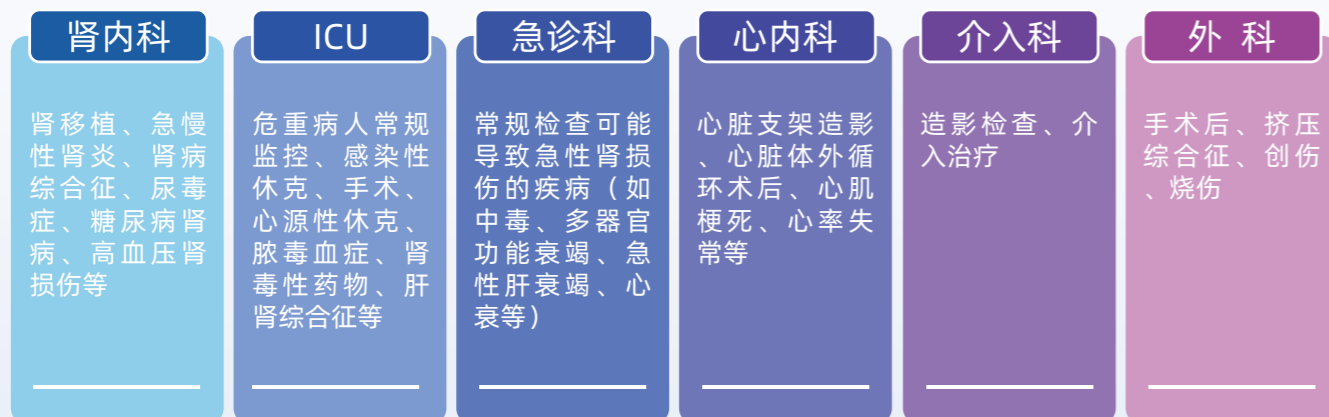 肾内科
肾移植、急慢
性肾炎、肾病
综合征、尿毒
症、糖尿病肾
病、高血压肾
损伤等
ICU
危重病人常规
监控、感染性
休克、手术、
心源性休克、
脓毒血症、肾
毒性药物、肝
肾综合征等
急诊科
常规检查可能
导致急性肾损
伤的疾病（如
中毒、多器官
功能衰竭、急
性肝衰竭、心
衰等）
心内科
心脏支架造影
、心脏体外循
环术后、心肌
梗死、心率失
常等
介入科
造影检查、介
入治疗
外 科
手术后、挤压
综合征、创伤
、烧伤